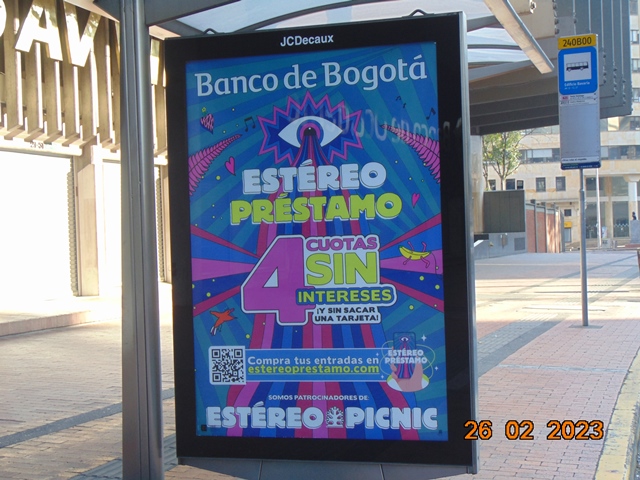 DAV
JCDecaux
Banco de Bogotá
ESTÉREO
PRÉSTAMO
4 CUOTAS
SIN
INTERESES
¡Y SIN SACAR
UNA TARJETA!
Compra tus entradas en
estereoprestamo.com
ESTÉREO
PRÉSTAMO
SOMOS PATROCINADORES DE:
ESTÉREO PICNIC
240B00
26 02 2023